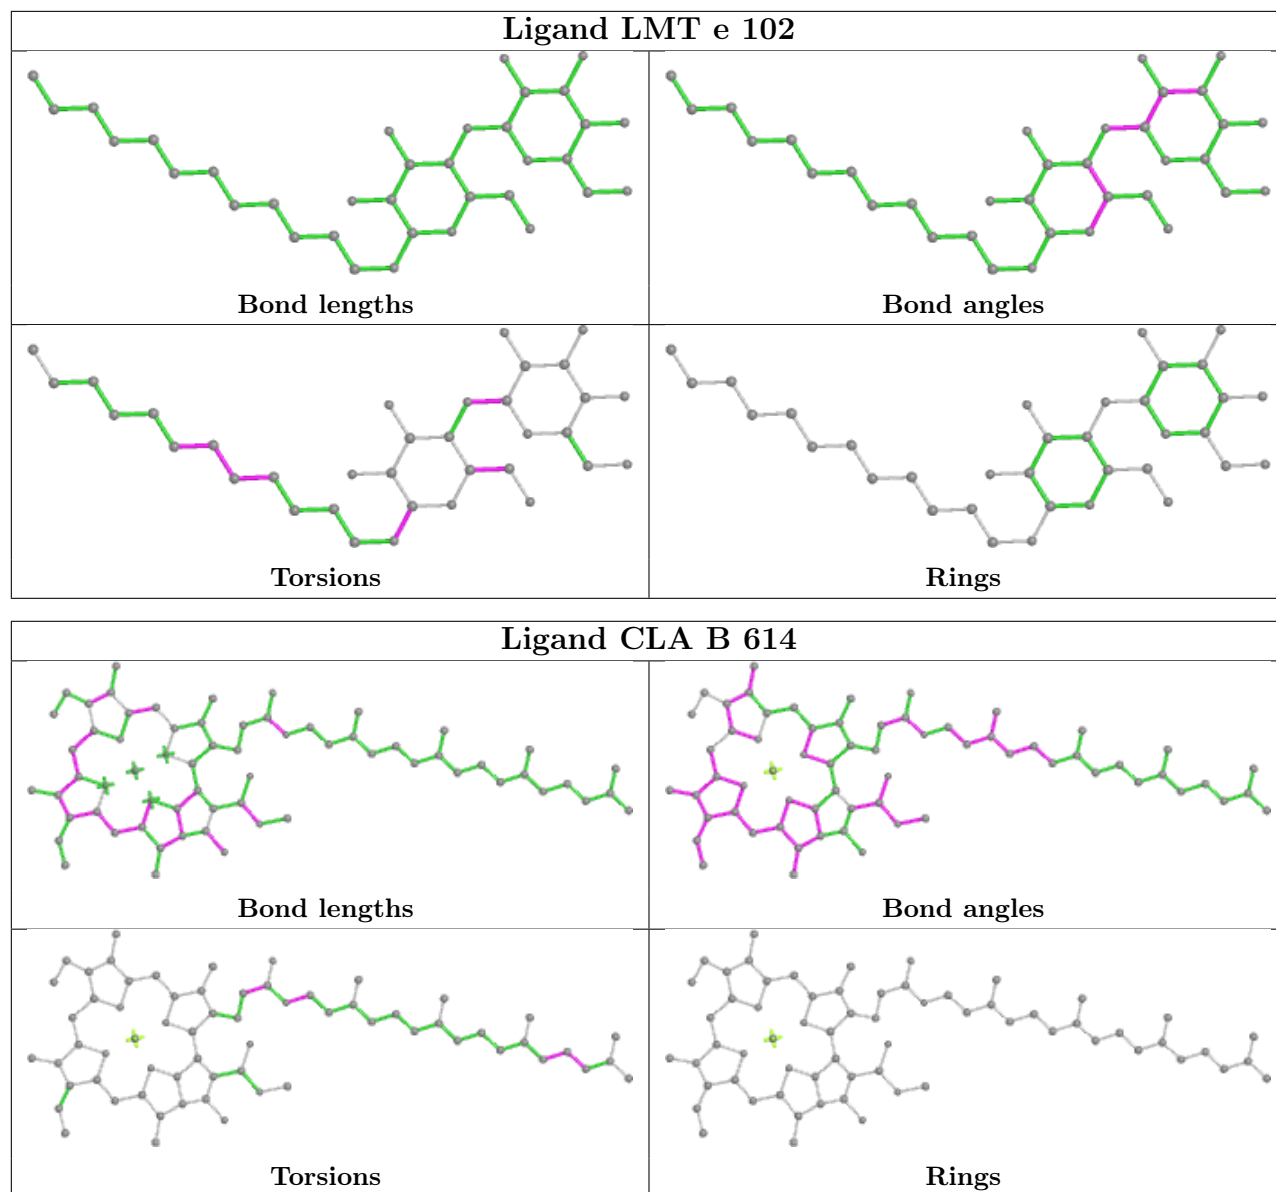 Ligand LMT e 102
Bond lengths
Bond angles
Torsions
Rings
Ligand CLA B 614
Bond lengths
Bond angles
Torsions
Rings